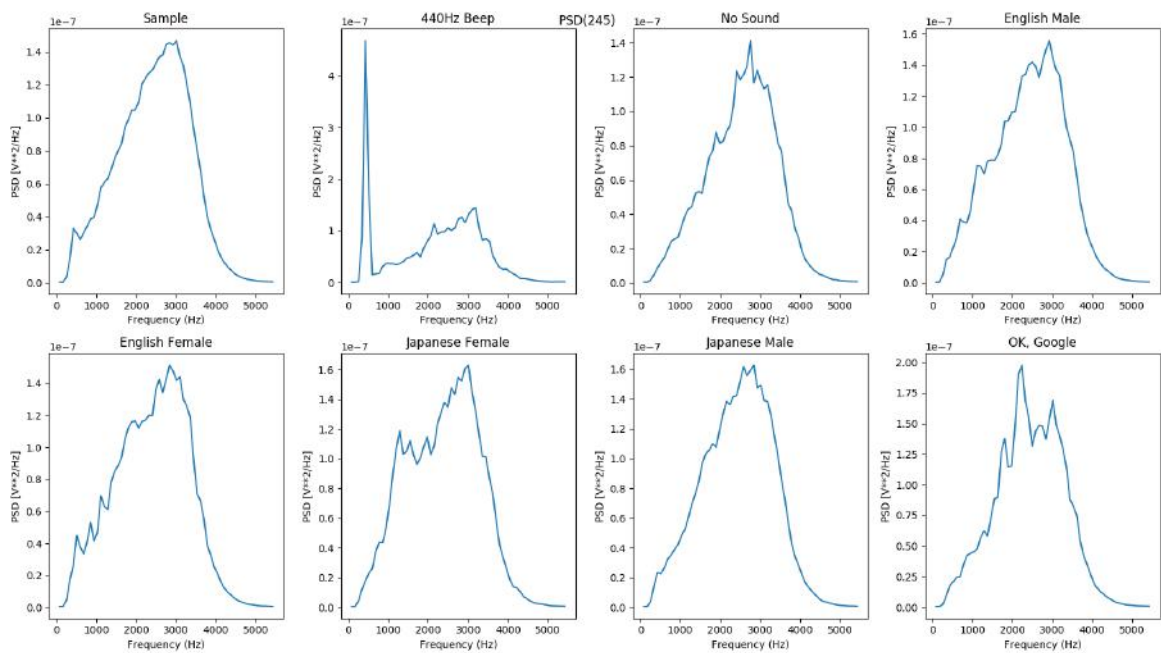 PSD(245)
1e−7
Sample
PSD [V**2/Hz]
1.4
1.2
1.0
0.8
0.6
0.4
0.2
0.0
0 1000 2000 3000 4000 5000
Frequency (Hz)
440Hz Beep
PSD [V**2/Hz]
4
3
2
1
0
0 1000 2000 3000 4000 5000
Frequency (Hz)
1e−7
No Sound
PSD [V**2/Hz]
1.4
1.2
1.0
0.8
0.6
0.4
0.2
0.0
0 1000 2000 3000 4000 5000
Frequency (Hz)
1e−7
English Male
PSD [V**2/Hz]
1.6
1.4
1.2
1.0
0.8
0.6
0.4
0.2
0.0
0 1000 2000 3000 4000 5000
Frequency (Hz)
1e−7
1e−7
English Female
PSD [V**2/Hz]
1.4
1.2
1.0
0.8
0.6
0.4
0.2
0.0
0 1000 2000 3000 4000 5000
Frequency (Hz)
1e−7
Japanese Female
PSD [V**2/Hz]
1.6
1.4
1.2
1.0
0.8
0.6
0.4
0.2
0.0
0 1000 2000 3000 4000 5000
Frequency (Hz)
1e−7
Japanese Male
PSD [V**2/Hz]
1.6
1.4
1.2
1.0
0.8
0.6
0.4
0.2
0.0
0 1000 2000 3000 4000 5000
Frequency (Hz)
1e−7
OK, Google
PSD [V**2/Hz]
2.00
1.75
1.50
1.25
1.00
0.75
0.50
0.25
0.00
0 1000 2000 3000 4000 5000
Frequency (Hz)